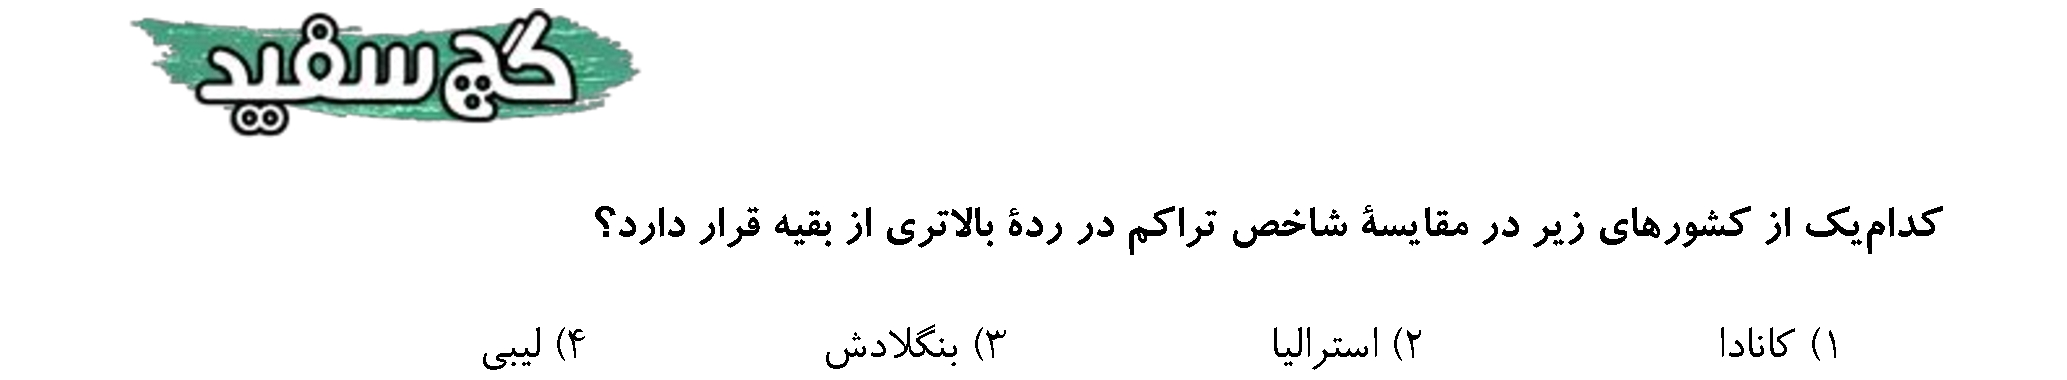 گچ سفید
کدام‌یک از کشورهای زیر در مقایسهٔ شاخص تراکم در ردهٔ بالاتری از بقیه قرار دارد؟
۱) کانادا ۲) استرالیا ۳) بنگلادش ۴) لیبی